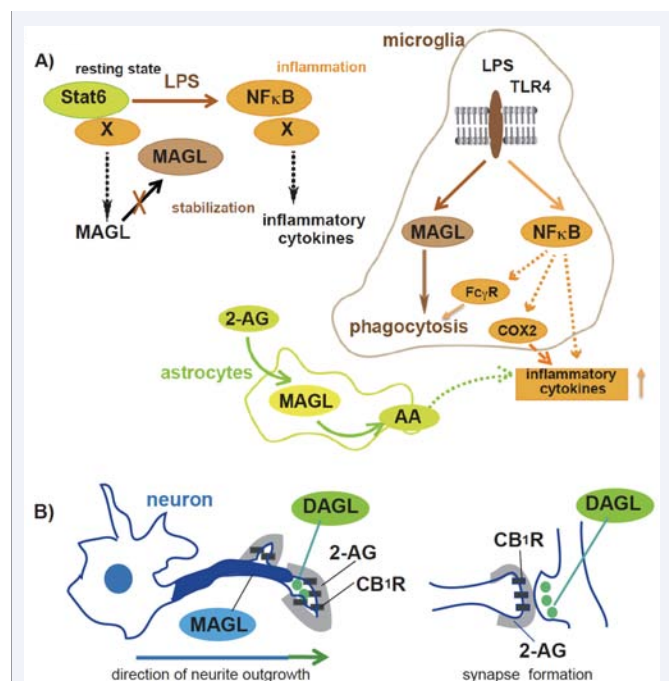 A)
resting state
LPS
inflammation
Stat6
NFκB
X
X
MAGL
MAGL
stabilization
inflammatory
cytokines
microglia
LPS
TLR4
MAGL
NFκB
FcγR
phagocytosis
COX2
inflammatory
cytokines
2-AG
astrocytes
MAGL
AA
B)
neuron
DAGL
2-AG
CB1R
MAGL
direction of neurite outgrowth
DAGL
CB1R
2-AG
synapse formation